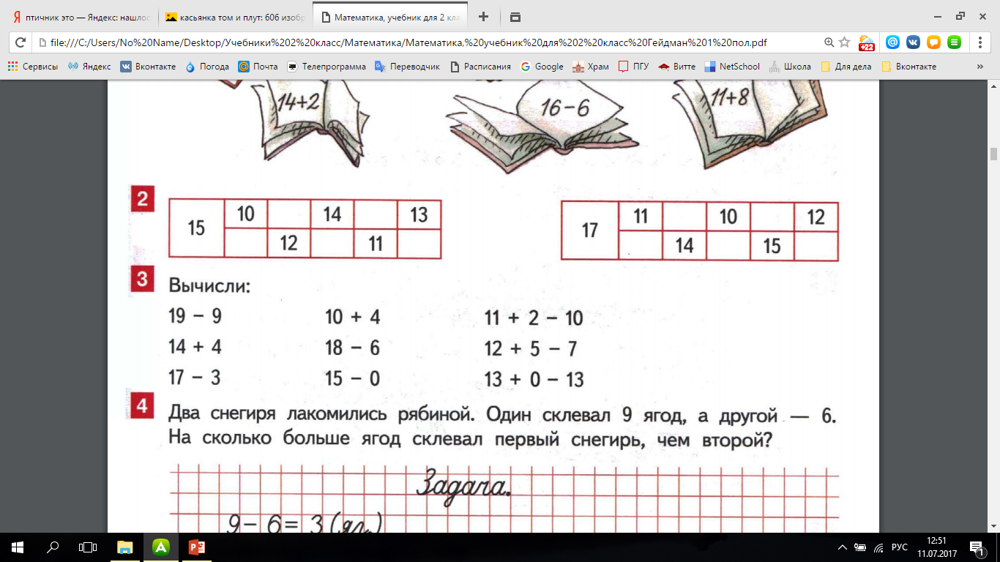 птичник это — Яндекс: нашлос
касьянка том и плут: 606 изобр
Математика, учебник для 2 кла
file:///C:/Users/No%20Name/Desktop/Учебники%202%20класс/Математика/Математика,%20учебник%20для%202%20класс%20Гейдман%201%20пол.pdf
+22
Сервисы Яндекс Вконтакте Погода Почта Телепрограмма Переводчик Расписания Google Храм ПГУ Витте NetSchool Школа Для дела Вконтакте »
14+2 16-6 11+8
2
15 10 14 13
12 11
17 11 10 12
14 15
3 Вычисли:
19 – 9 10 + 4 11 + 2 – 10
14 + 4 18 – 6 12 + 5 – 7
17 – 3 15 – 0 13 + 0 – 13
4 Два снегиря лакомились рябиной. Один склевал 9 ягод, а другой — 6.
На сколько больше ягод склевал первый снегирь, чем второй?
Задача.
9 – 6 = 3 (яг.)
РУС
12:51
11.07.2017
1